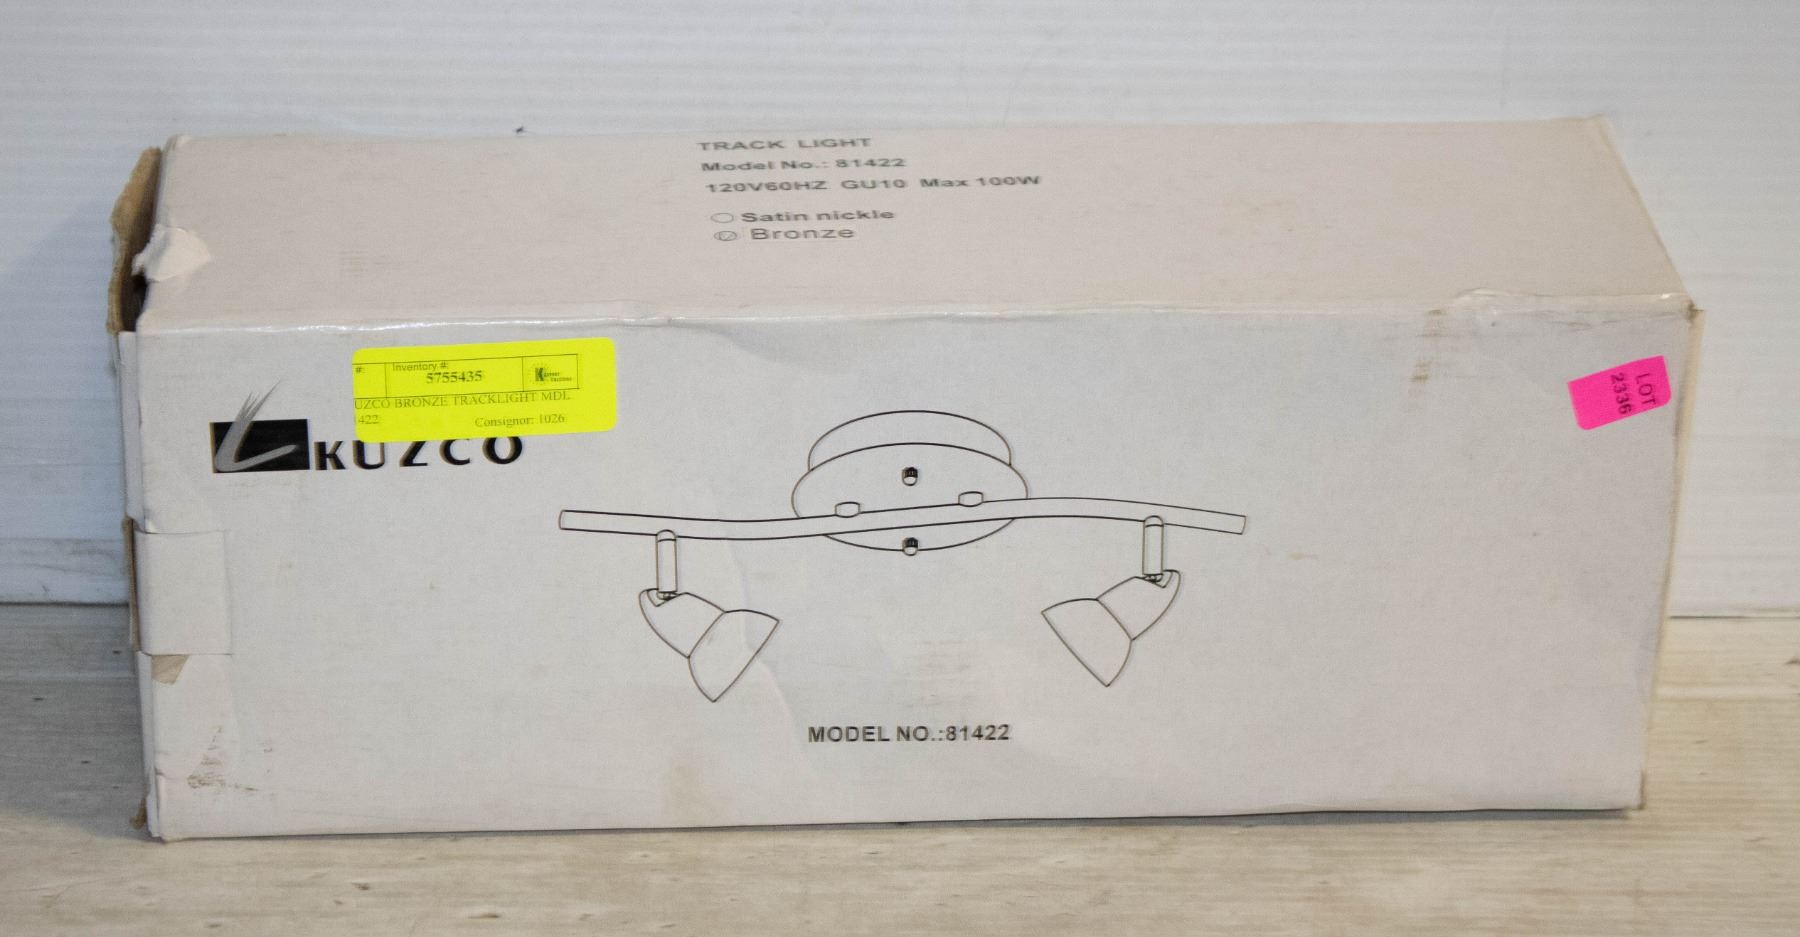 TRACK LIGHT
Model No.: 81422
120V60HZ GU10 Max 100W
Satin nickle
Bronze
#: Inventory #:
5755435
UZCO BRONZE TRACKLIGHT MDL
422 Consignor: 1026
KUZCO
LOT
2336
MODEL NO.:81422